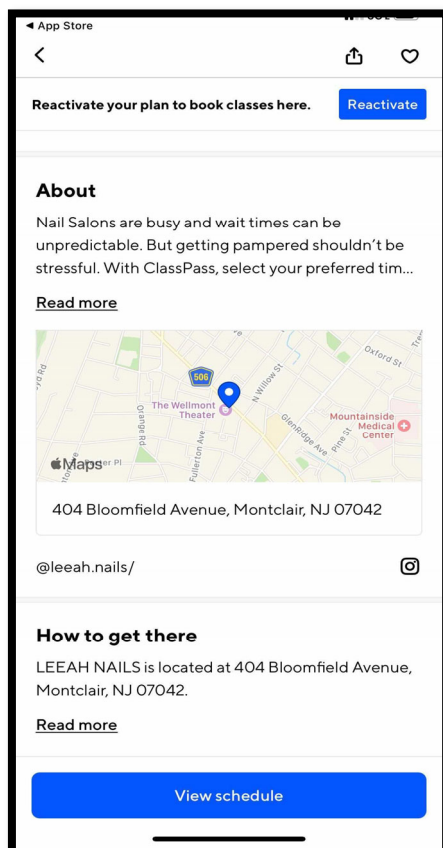 ◀ App Store
Reactivate your plan to book classes here.
Reactivate
About
Nail Salons are busy and wait times can be
unpredictable. But getting pampered shouldn't be
stressful. With ClassPass, select your preferred tim...
Read more
Oxford St
506
N Willow St
The Wellmont
Theater
Orange Rd
Mountainside
Medical
Center
GlenRidge Ave
Pine St
Fullerton Ave
Maps
404 Bloomfield Avenue, Montclair, NJ 07042
@leeah.nails/
How to get there
LEEAH NAILS is located at 404 Bloomfield Avenue,
Montclair, NJ 07042.
Read more
View schedule